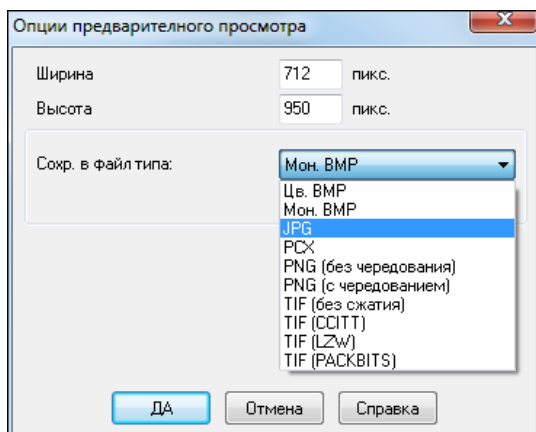 Опции предварителного просмотра
Ширина 712 пикс.
Высота 950 пикс.
Сохр. в файл типа: Мон. BMP
Цв. BMP
Мон. BMP
JPG
PCX
PNG (без чередования)
PNG (с чередованием)
TIF (без сжатия)
TIF (CCITT)
TIF (LZW)
TIF (PACKBITS)
ДА Отмена Справка